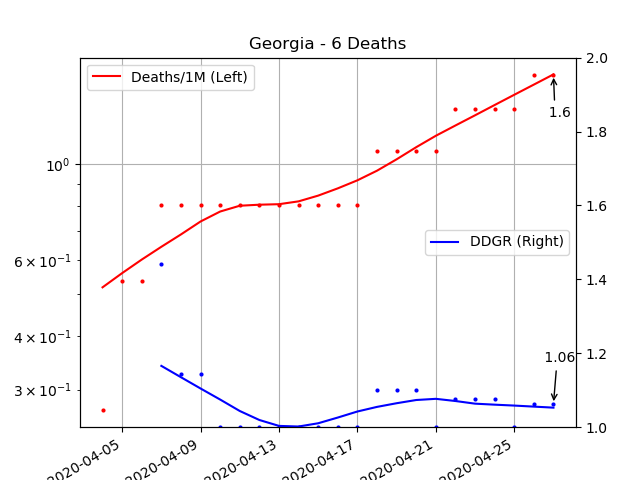 Georgia - 6 Deaths
Deaths/1M (Left)
DDGR (Right)
1.6
1.06
10⁰
6 × 10⁻¹
4 × 10⁻¹
3 × 10⁻¹
2.0
1.8
1.6
1.4
1.2
1.0
2020-04-05
2020-04-09
2020-04-13
2020-04-17
2020-04-21
2020-04-25